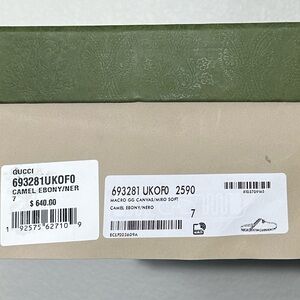 GUCCI
693281UKOF0
CAMEL EBONY/NER
7
$ 640.00
1 92575 62710 9
693281 UKOF0 2590
MACRO GG CANVAS/MIRO SOFT
CAMEL EBONY/NERO
7